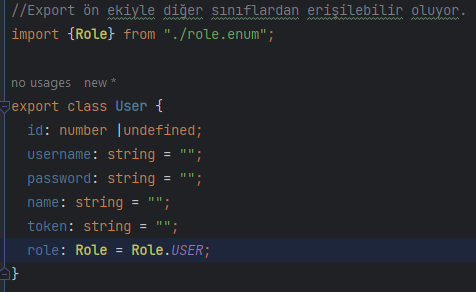 //Export ön ekiyle diğer sınıflardan erişilebilir oluyor.
import {Role} from "./role.enum";
no usages new *
export class User {
id: number |undefined;
username: string = "";
password: string = "";
name: string = "";
token: string = "";
role: Role = Role.USER;
}